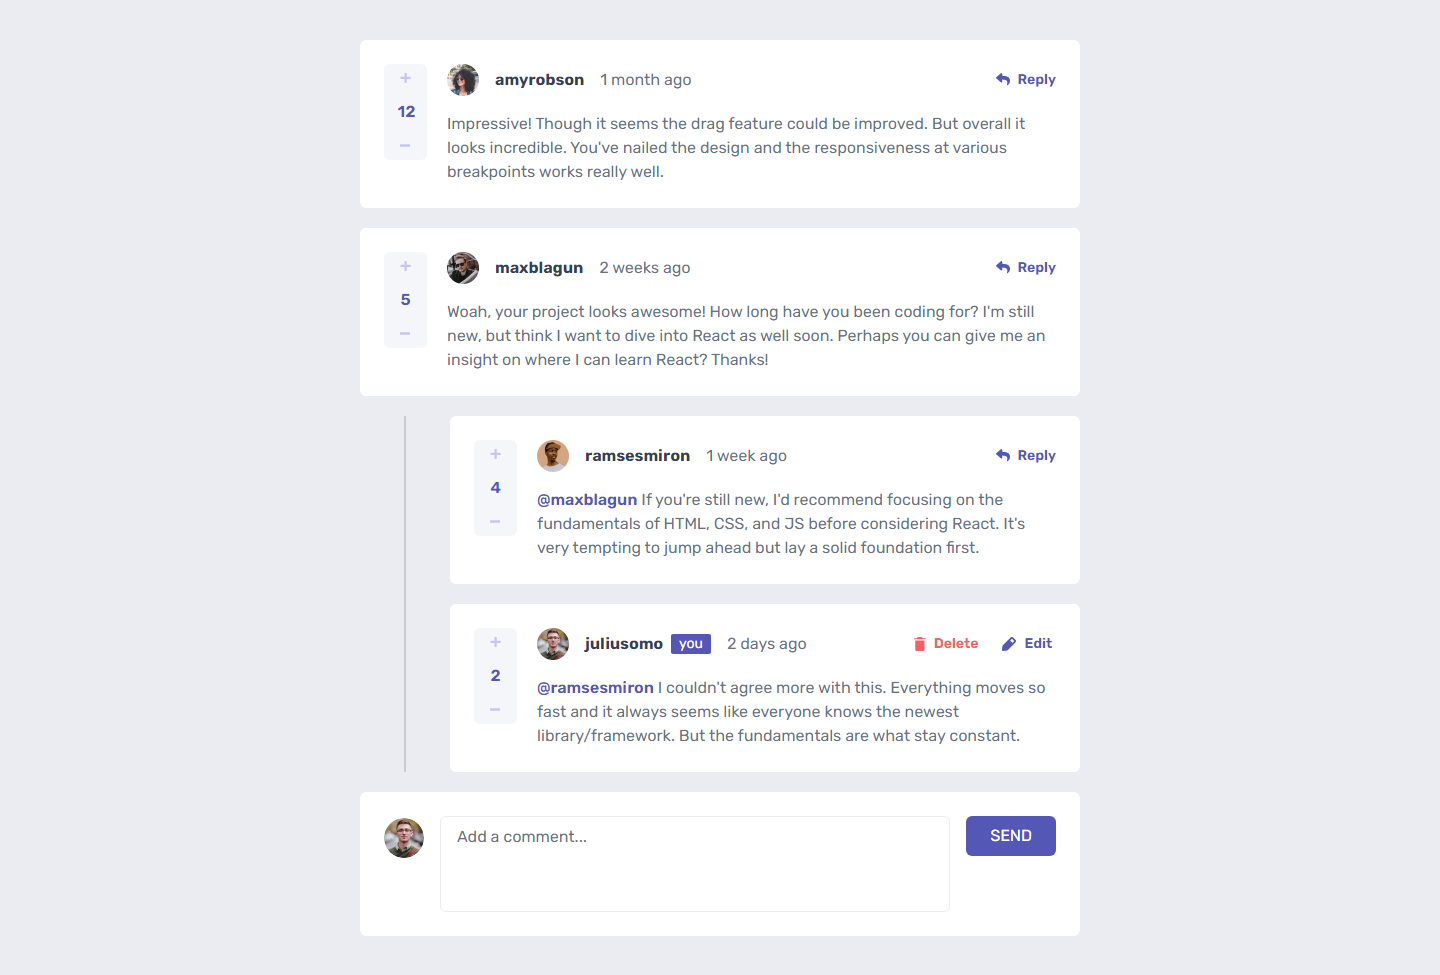 +
12
−
amyrobson 1 month ago Reply
Impressive! Though it seems the drag feature could be improved. But overall it
looks incredible. You've nailed the design and the responsiveness at various
breakpoints works really well.
+
5
−
maxblagun 2 weeks ago Reply
Woah, your project looks awesome! How long have you been coding for? I'm still
new, but think I want to dive into React as well soon. Perhaps you can give me an
insight on where I can learn React? Thanks!
+
4
−
ramsesmiron 1 week ago Reply
@maxblagun If you're still new, I'd recommend focusing on the
fundamentals of HTML, CSS, and JS before considering React. It's
very tempting to jump ahead but lay a solid foundation first.
+
2
−
juliusomo you 2 days ago Delete Edit
@ramsesmiron I couldn't agree more with this. Everything moves so
fast and it always seems like everyone knows the newest
library/framework. But the fundamentals are what stay constant.
Add a comment...
SEND